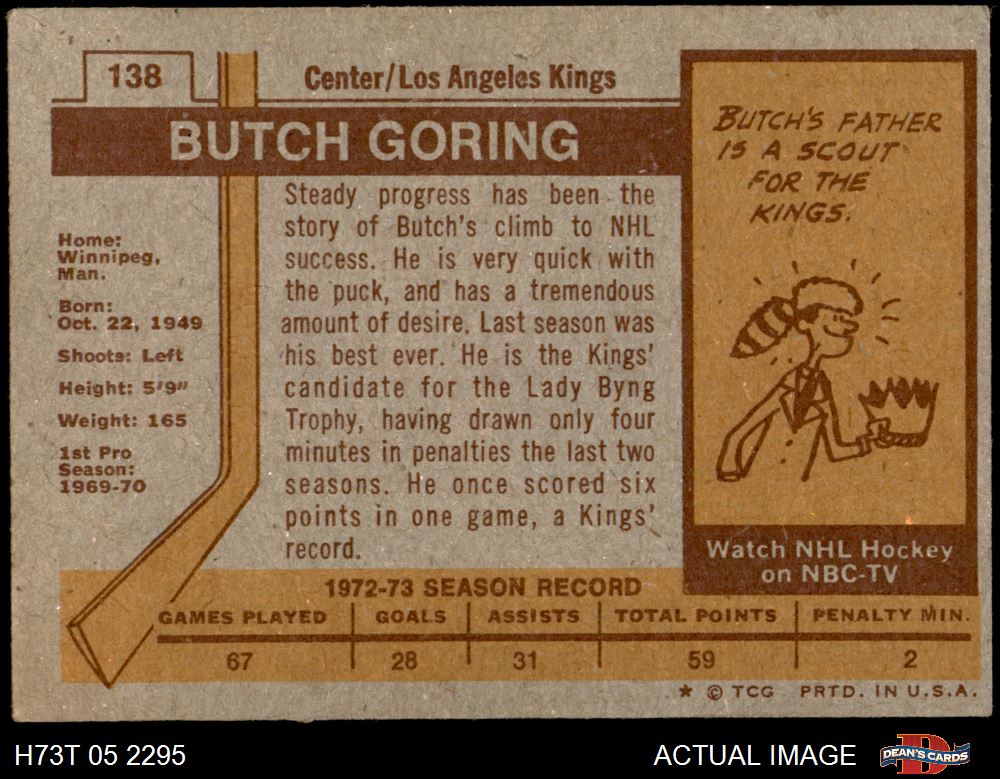 138
Center/Los Angeles Kings
BUTCH GORING
Home:
Winnipeg,
Man.
Born:
Oct. 22, 1949
Shoots: Left
Height: 5'9"
Weight: 165
1st Pro
Season:
1969-70
Steady progress has been the
story of Butch's climb to NHL
success. He is very quick with
the puck, and has a tremendous
amount of desire. Last season was
his best ever. He is the Kings'
candidate for the Lady Byng
Trophy, having drawn only four
minutes in penalties the last two
seasons. He once scored six
points in one game, a Kings'
record.
BUTCH'S FATHER
IS A SCOUT
FOR THE
KINGS.
Watch NHL Hockey
on NBC-TV
1972-73 SEASON RECORD
GAMES PLAYED GOALS ASSISTS TOTAL POINTS PENALTY MIN.
67 28 31 59 2
* © TCG PRTD. IN U.S.A.
H73T 05 2295 ACTUAL IMAGE DEAN'S CARDS